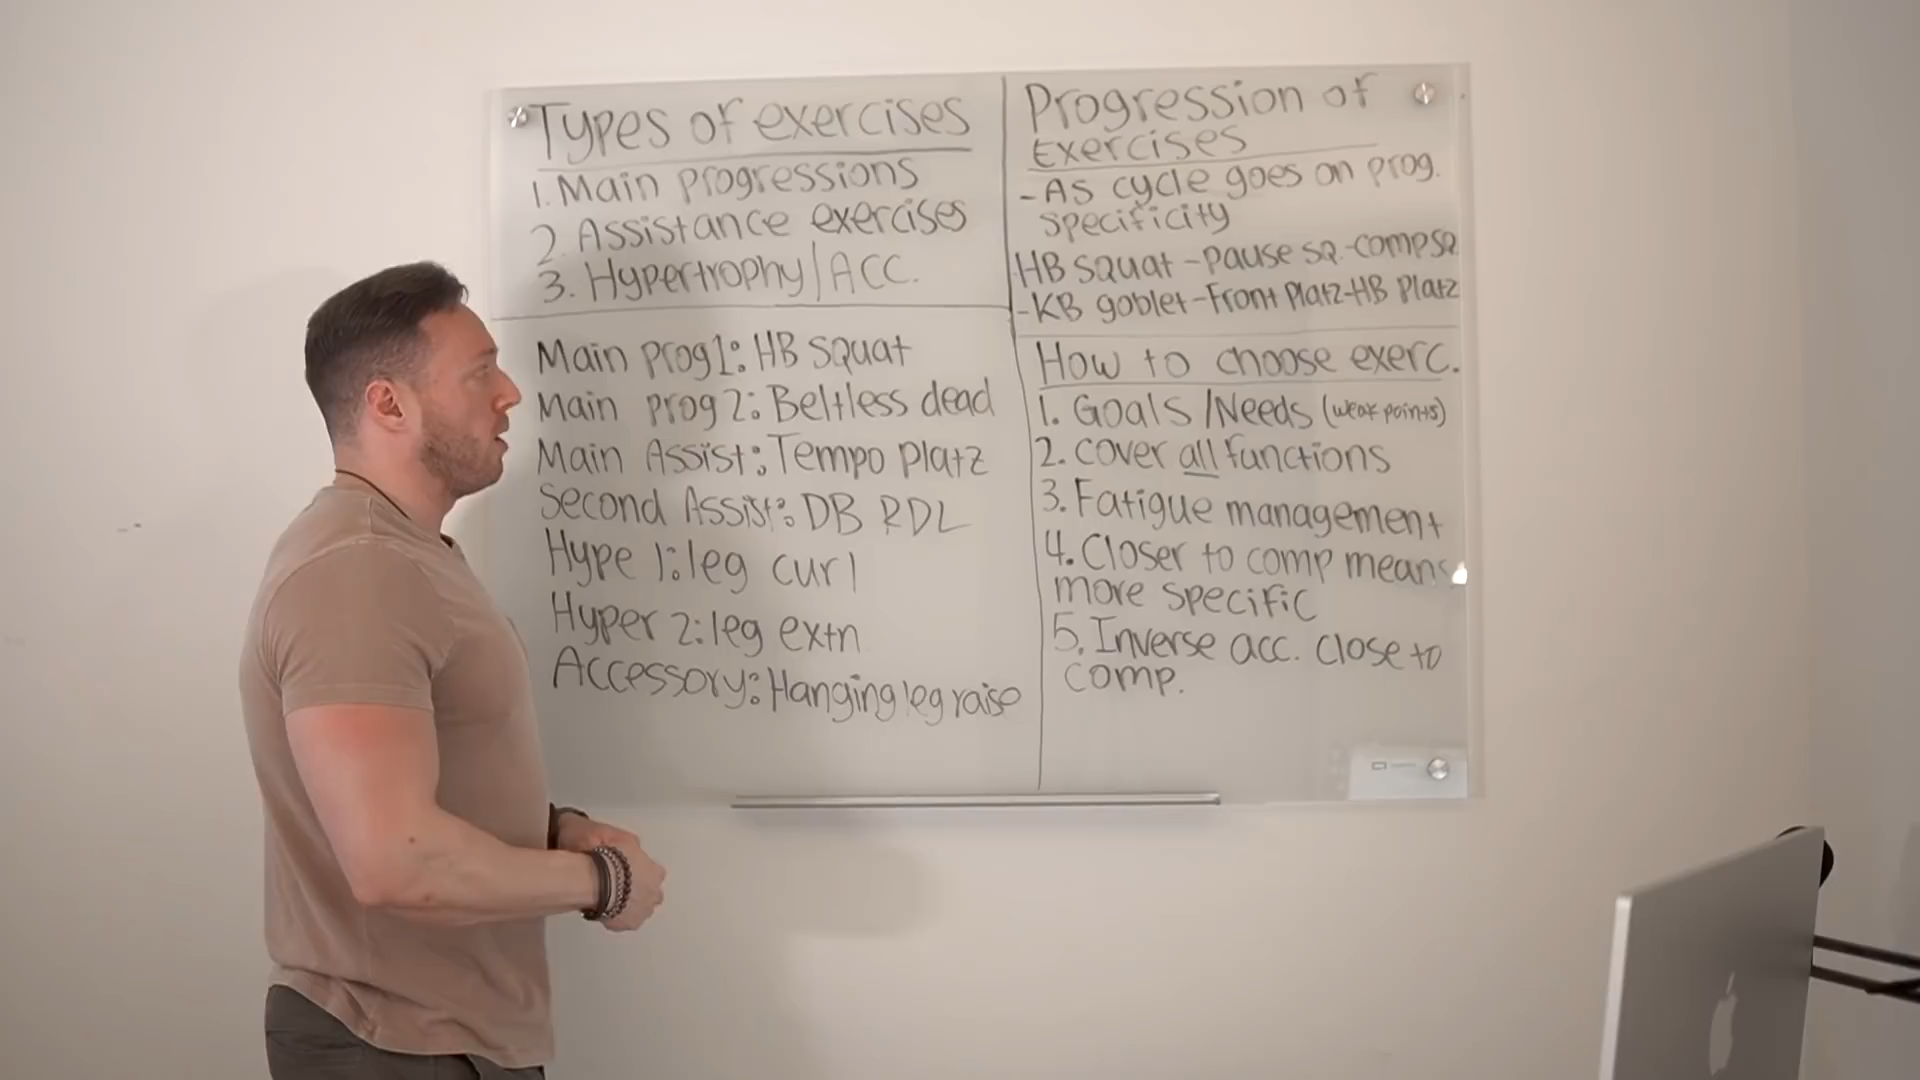 Types of exercises
1. Main progressions
2. Assistance exercises
3. Hypertrophy/ACC.
Main prog1: HB squat
Main prog 2: Beltless dead
Main Assist: Tempo Platz
Second Assist: DB RDL
Hype 1: leg curl
Hyper 2: leg extn
Accessory: Hanging leg raise
Progression of
Exercises
- As cycle goes on prog.
specificity
HB squat - pause sq - comp sq
- KB goblet - Front Platz - HB Platz
How to choose exerc.
1. Goals/Needs (weak points)
2. cover all functions
3. Fatigue management
4. Closer to comp means
more specific
5. Inverse acc. close to
comp.